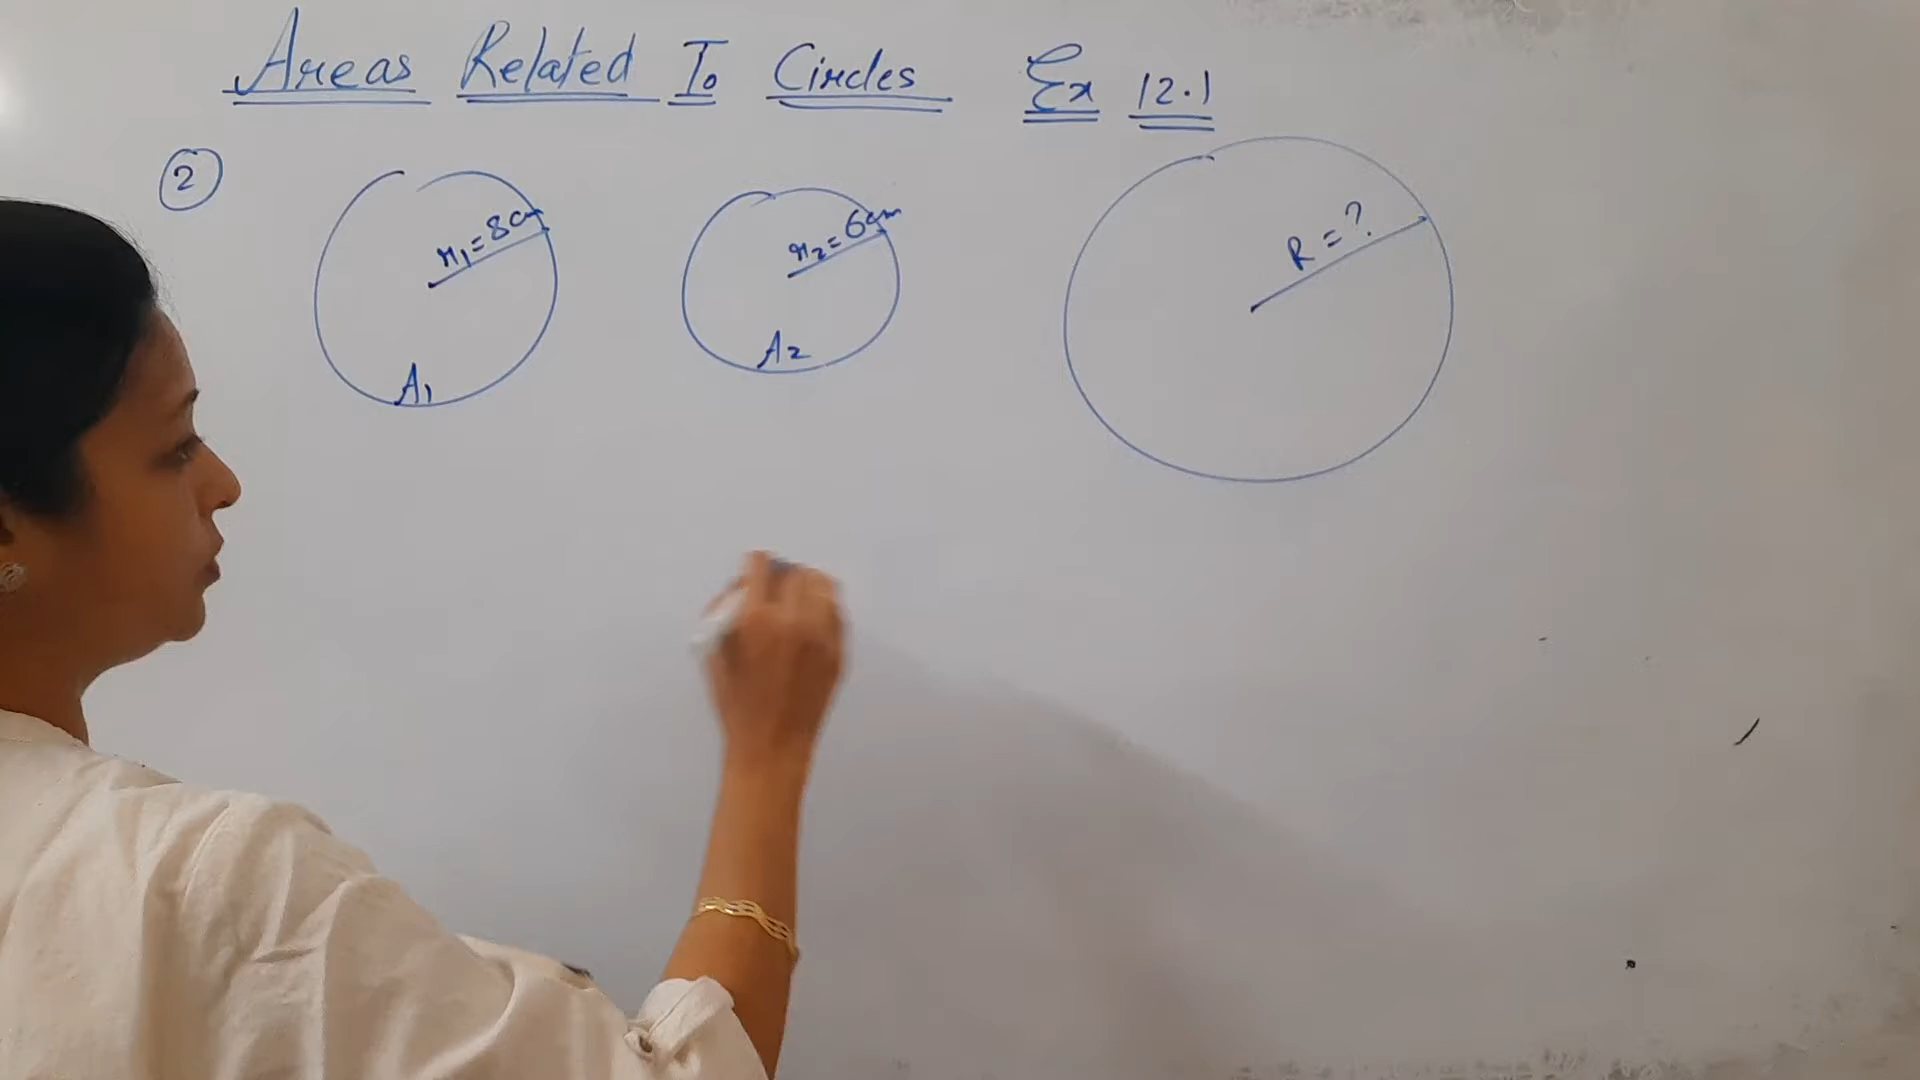 Areas Related To Circles Ex 12.1
2
r1 = 8cm
r2 = 6cm
R = ?
A1
A2